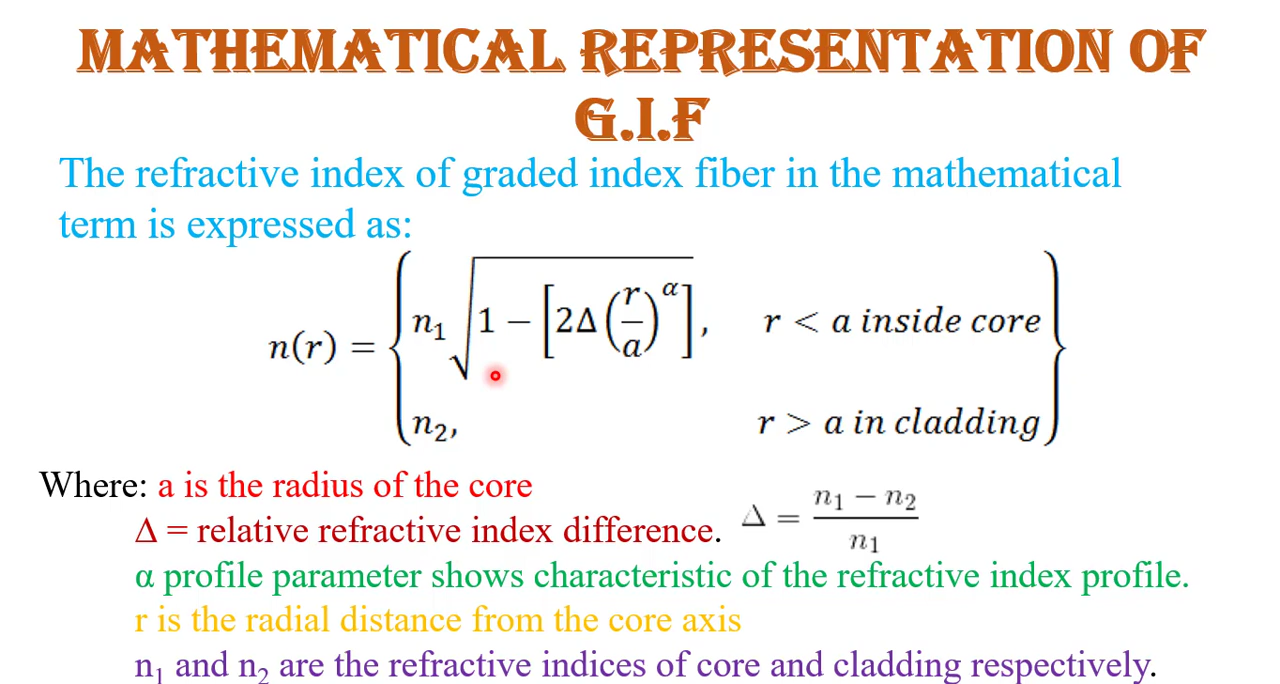 MATHEMATICAL REPRESENTATION OF
G.I.F
The refractive index of graded index fiber in the mathematical
term is expressed as:
n(r) = { n₁ √(1 − [2Δ(r/a)^α]), r < a inside core
n₂, r > a in cladding }
Where: a is the radius of the core
Δ = relative refractive index difference. Δ = (n₁ − n₂)/n₁
α profile parameter shows characteristic of the refractive index profile.
r is the radial distance from the core axis
n₁ and n₂ are the refractive indices of core and cladding respectively.